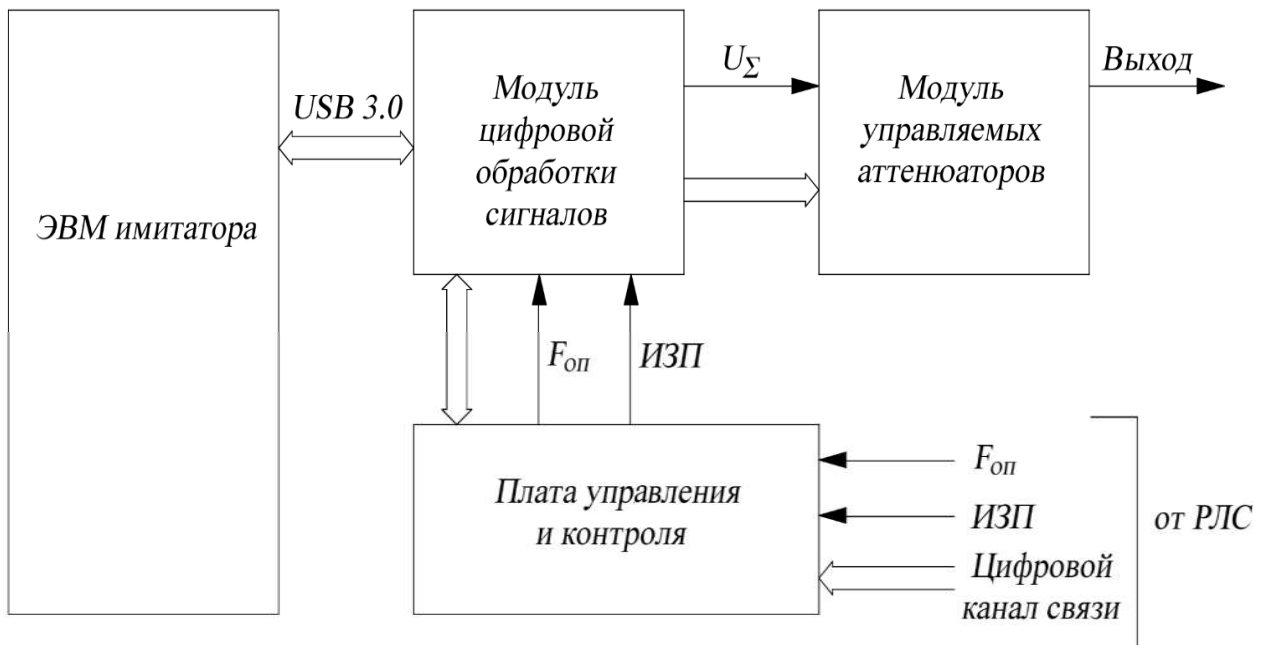 ЭВМ имитатора
USB 3.0
Модуль
цифровой
обработки
сигналов
U_Σ
Модуль
управляемых
аттенюаторов
Выход
F_оп
ИЗП
Плата управления
и контроля
F_оп
ИЗП
Цифровой
канал связи
от РЛС